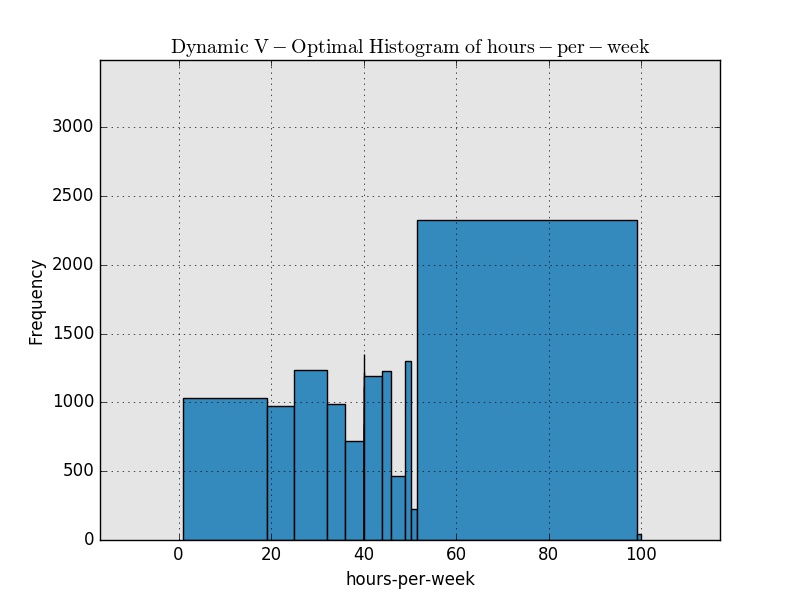 Dynamic V − Optimal Histogram of hours − per − week
3000
2500
2000
1500
1000
500
0
Frequency
0 20 40 60 80 100
hours-per-week